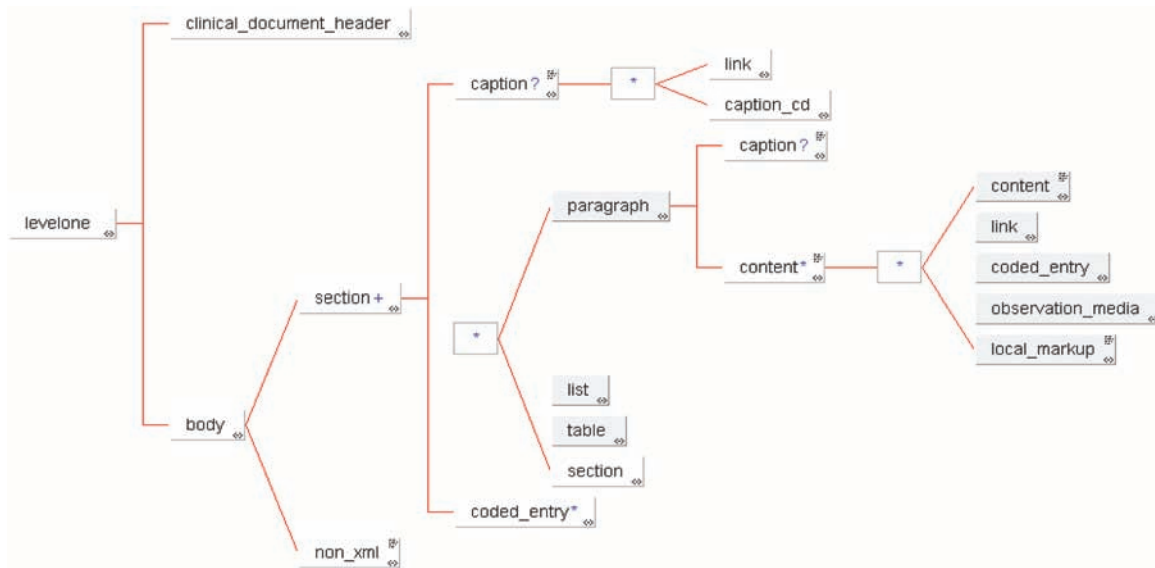 clinical_document_header
caption?
*
link
caption_cd
caption?
levelone
paragraph
content
link
content*
*
coded_entry
section+
observation_media
*
local_markup
list
body
table
section
coded_entry*
non_xml